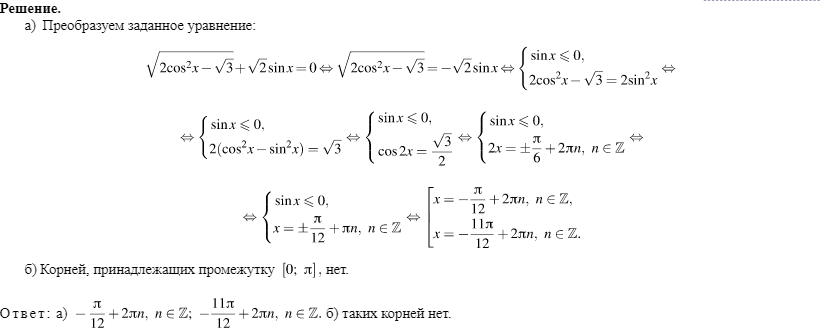 Решение.
а) Преобразуем заданное уравнение:
√(2cos²x − √3) + √2 sin x = 0 ⇔ √(2cos²x − √3) = −√2 sin x ⇔ { sin x ⩽ 0, 2cos²x − √3 = 2sin²x ⇔
⇔ { sin x ⩽ 0, 2(cos²x − sin²x) = √3 ⇔ { sin x ⩽ 0, cos 2x = √3/2 ⇔ { sin x ⩽ 0, 2x = ±π/6 + 2πn, n ∈ ℤ ⇔
⇔ { sin x ⩽ 0, x = ±π/12 + πn, n ∈ ℤ ⇔ [ x = −π/12 + 2πn, n ∈ ℤ, x = −11π/12 + 2πn, n ∈ ℤ.
б) Корней, принадлежащих промежутку [0; π], нет.
Ответ: а) −π/12 + 2πn, n ∈ ℤ; −11π/12 + 2πn, n ∈ ℤ. б) таких корней нет.